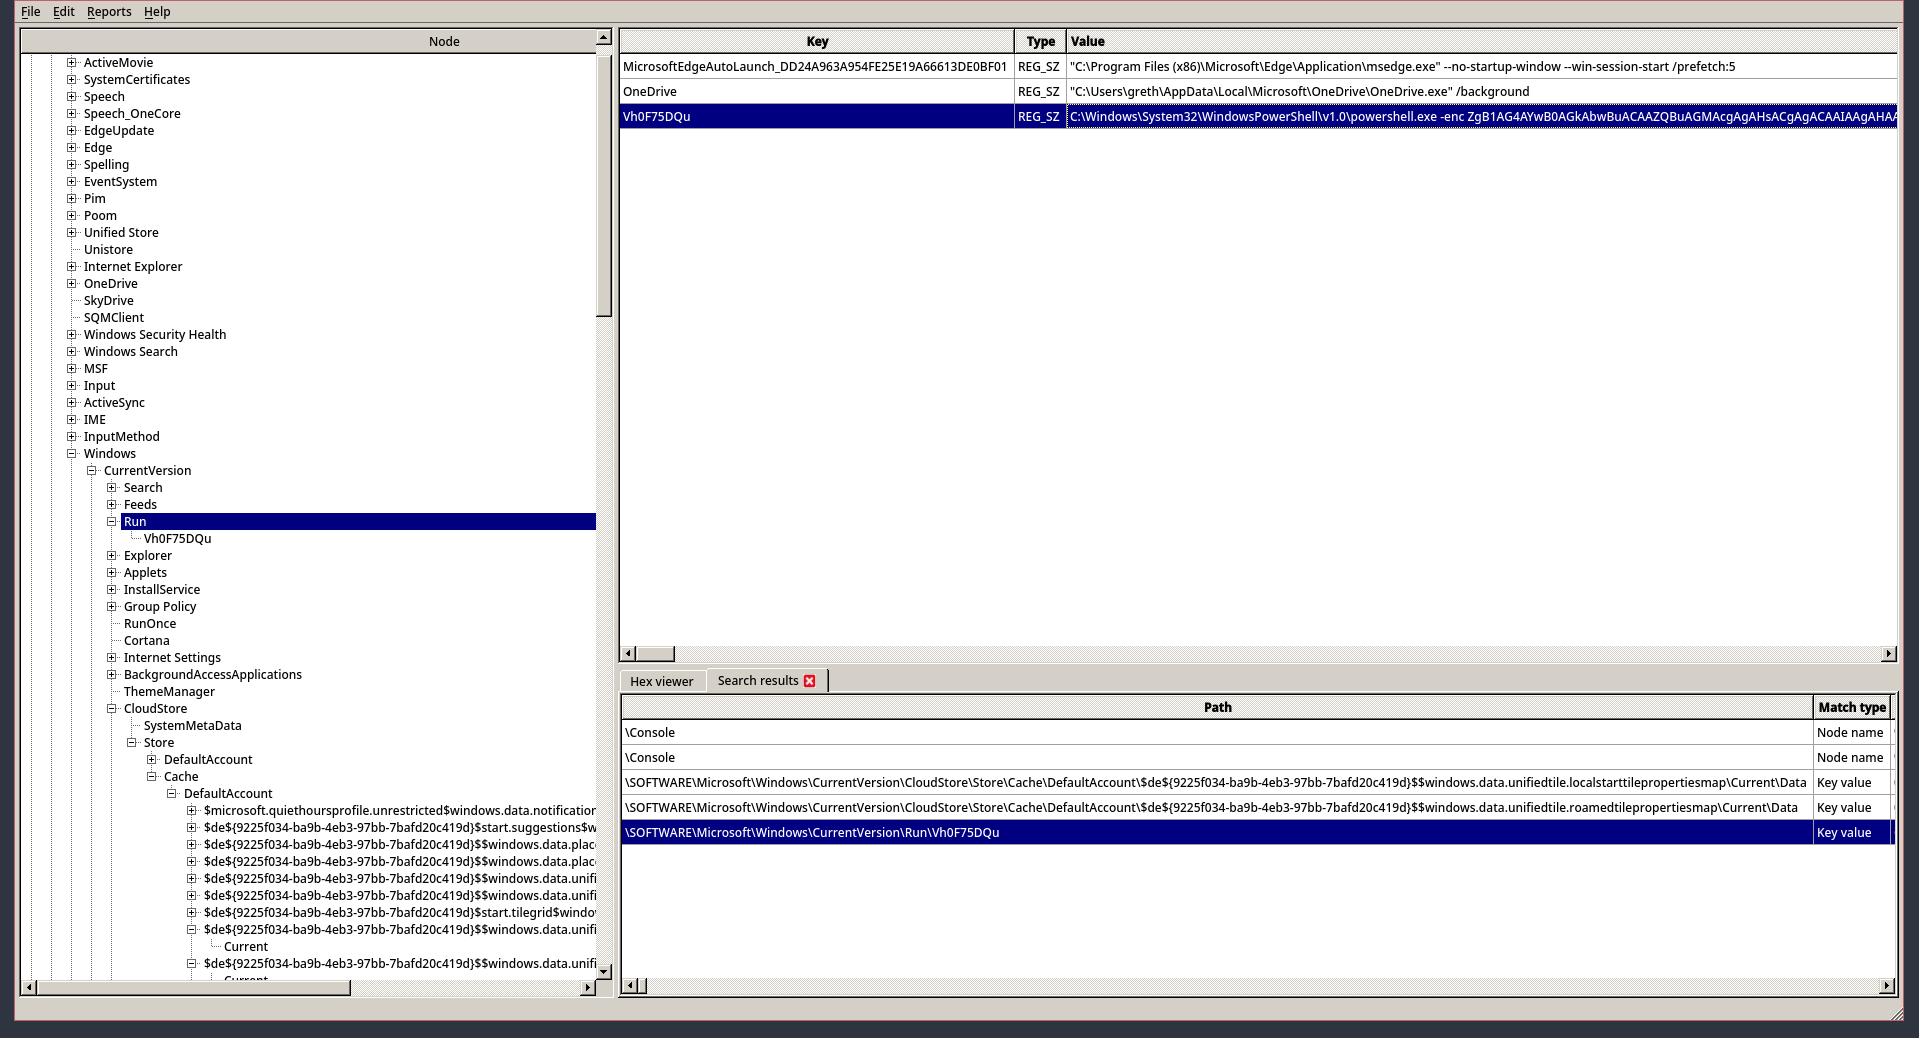 File Edit Reports Help
Node
ActiveMovie
SystemCertificates
Speech
Speech_OneCore
EdgeUpdate
Edge
Spelling
EventSystem
Pim
Poom
Unified Store
Unistore
Internet Explorer
OneDrive
SkyDrive
SQMClient
Windows Security Health
Windows Search
MSF
Input
ActiveSync
IME
InputMethod
Windows
CurrentVersion
Search
Feeds
Run
Vh0F75DQu
Explorer
Applets
InstallService
Group Policy
RunOnce
Cortana
Internet Settings
BackgroundAccessApplications
ThemeManager
CloudStore
SystemMetaData
Store
DefaultAccount
Cache
DefaultAccount
$microsoft.quiethoursprofile.unrestricted$windows.data.notification
$de${9225f034-ba9b-4eb3-97bb-7bafd20c419d}$start.suggestions$w
$de${9225f034-ba9b-4eb3-97bb-7bafd20c419d}$$windows.data.plac
$de${9225f034-ba9b-4eb3-97bb-7bafd20c419d}$$windows.data.plac
$de${9225f034-ba9b-4eb3-97bb-7bafd20c419d}$$windows.data.unifi
$de${9225f034-ba9b-4eb3-97bb-7bafd20c419d}$$windows.data.unifi
$de${9225f034-ba9b-4eb3-97bb-7bafd20c419d}$start.tilegrid$windo
$de${9225f034-ba9b-4eb3-97bb-7bafd20c419d}$$windows.data.unifi
Current
$de${9225f034-ba9b-4eb3-97bb-7bafd20c419d}$$windows.data.unifi
Current
Key Type Value
MicrosoftEdgeAutoLaunch_DD24A963A954FE25E19A66613DE0BF01 REG_SZ "C:\Program Files (x86)\Microsoft\Edge\Application\msedge.exe" --no-startup-window --win-session-start /prefetch:5
OneDrive REG_SZ "C:\Users\greth\AppData\Local\Microsoft\OneDrive\OneDrive.exe" /background
Vh0F75DQu REG_SZ C:\Windows\System32\WindowsPowerShell\v1.0\powershell.exe -enc ZgB1AG4AYwB0AGkAbwBuACAAZQBuAGMAcgAgAHsACgAgACAAIAAgAHAA
Hex viewer Search results
Path Match type
\Console Node name
\Console Node name
\SOFTWARE\Microsoft\Windows\CurrentVersion\CloudStore\Store\Cache\DefaultAccount\$de${9225f034-ba9b-4eb3-97bb-7bafd20c419d}$$windows.data.unifiedtile.localstarttilepropertiesmap\Current\Data Key value
\SOFTWARE\Microsoft\Windows\CurrentVersion\CloudStore\Store\Cache\DefaultAccount\$de${9225f034-ba9b-4eb3-97bb-7bafd20c419d}$$windows.data.unifiedtile.roamedtilepropertiesmap\Current\Data Key value
\SOFTWARE\Microsoft\Windows\CurrentVersion\Run\Vh0F75DQu Key value